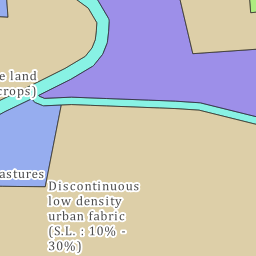 e land
crops)
astures
Discontinuous
low density
urban fabric
(S.L. : 10% -
30%)